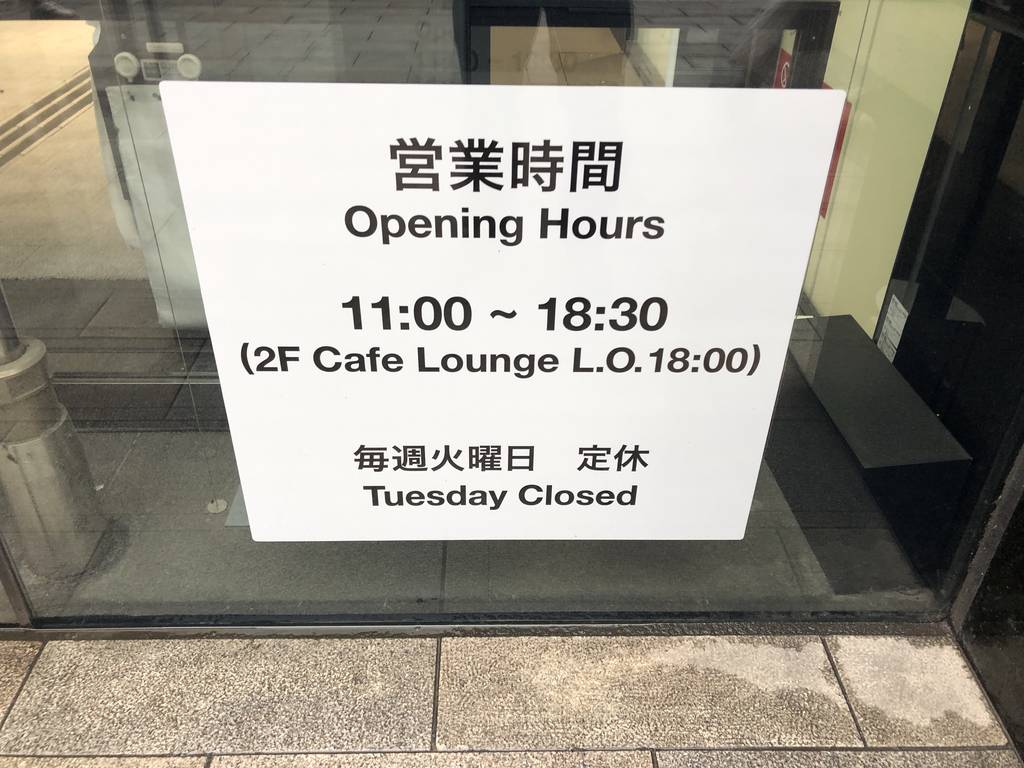 営業時間
Opening Hours
11:00 ~ 18:30
(2F Cafe Lounge L.O.18:00)
毎週火曜日　定休
Tuesday Closed